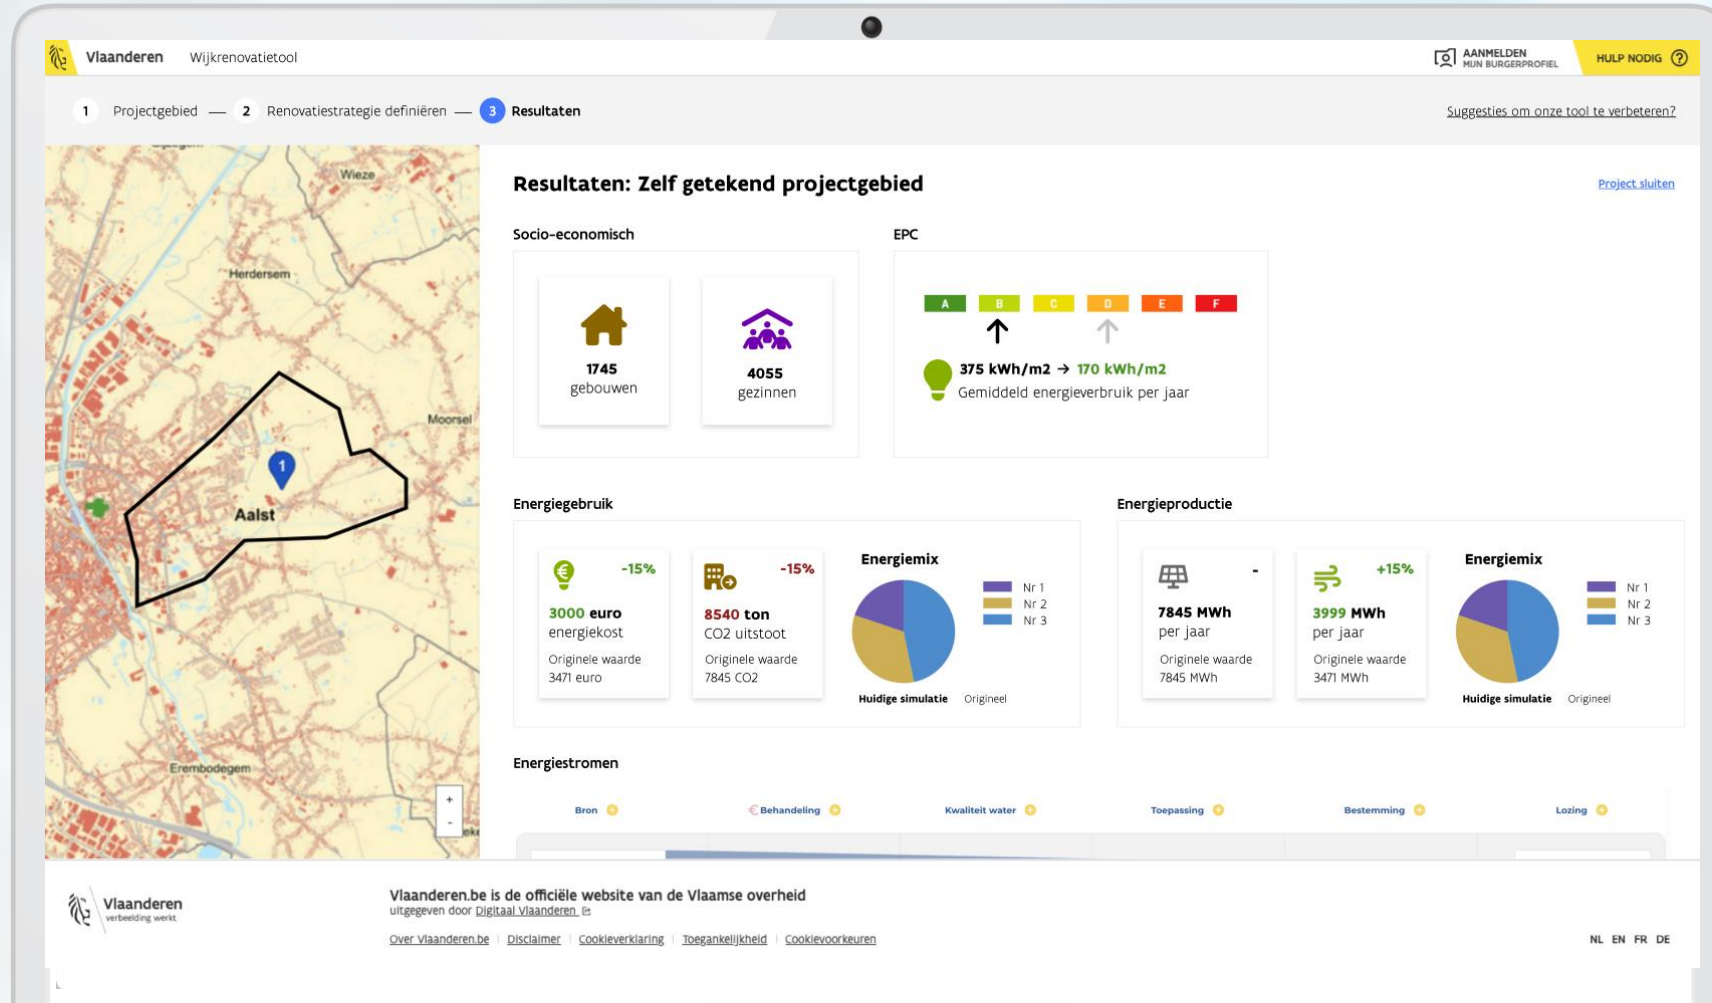 Vlaanderen
Wijkrenovatietool
AANMELDEN
MIJN BURGERPROFIEL
HULP NODIG ?
1 Projectgebied — 2 Renovatiestrategie definiëren — 3 Resultaten
Suggesties om onze tool te verbeteren?
Wieze
Herdersem
Moorsel
1
Aalst
Erembodegem
+
-
Resultaten: Zelf getekend projectgebied
Project sluiten
Socio-economisch
1745
gebouwen
4055
gezinnen
EPC
A B C D E F
375 kWh/m2 → 170 kWh/m2
Gemiddeld energieverbruik per jaar
Energiegebruik
-15%
3000 euro
energiekost
Originele waarde
3471 euro
-15%
8540 ton
CO2 uitstoot
Originele waarde
7845 CO2
Energiemix
Nr 1
Nr 2
Nr 3
Huidige simulatie Origineel
Energieproductie
-
7845 MWh
per jaar
Originele waarde
7845 MWh
+15%
3999 MWh
per jaar
Originele waarde
3471 MWh
Energiemix
Nr 1
Nr 2
Nr 3
Huidige simulatie Origineel
Energiestromen
Bron + € Behandeling + Kwaliteit water + Toepassing + Bestemming + Lozing +
Vlaanderen
verbeelding werkt
Vlaanderen.be is de officiële website van de Vlaamse overheid
uitgegeven door Digitaal Vlaanderen
Over Vlaanderen.be | Disclaimer | Cookieverklaring | Toegankelijkheid | Cookievoorkeuren
NL EN FR DE